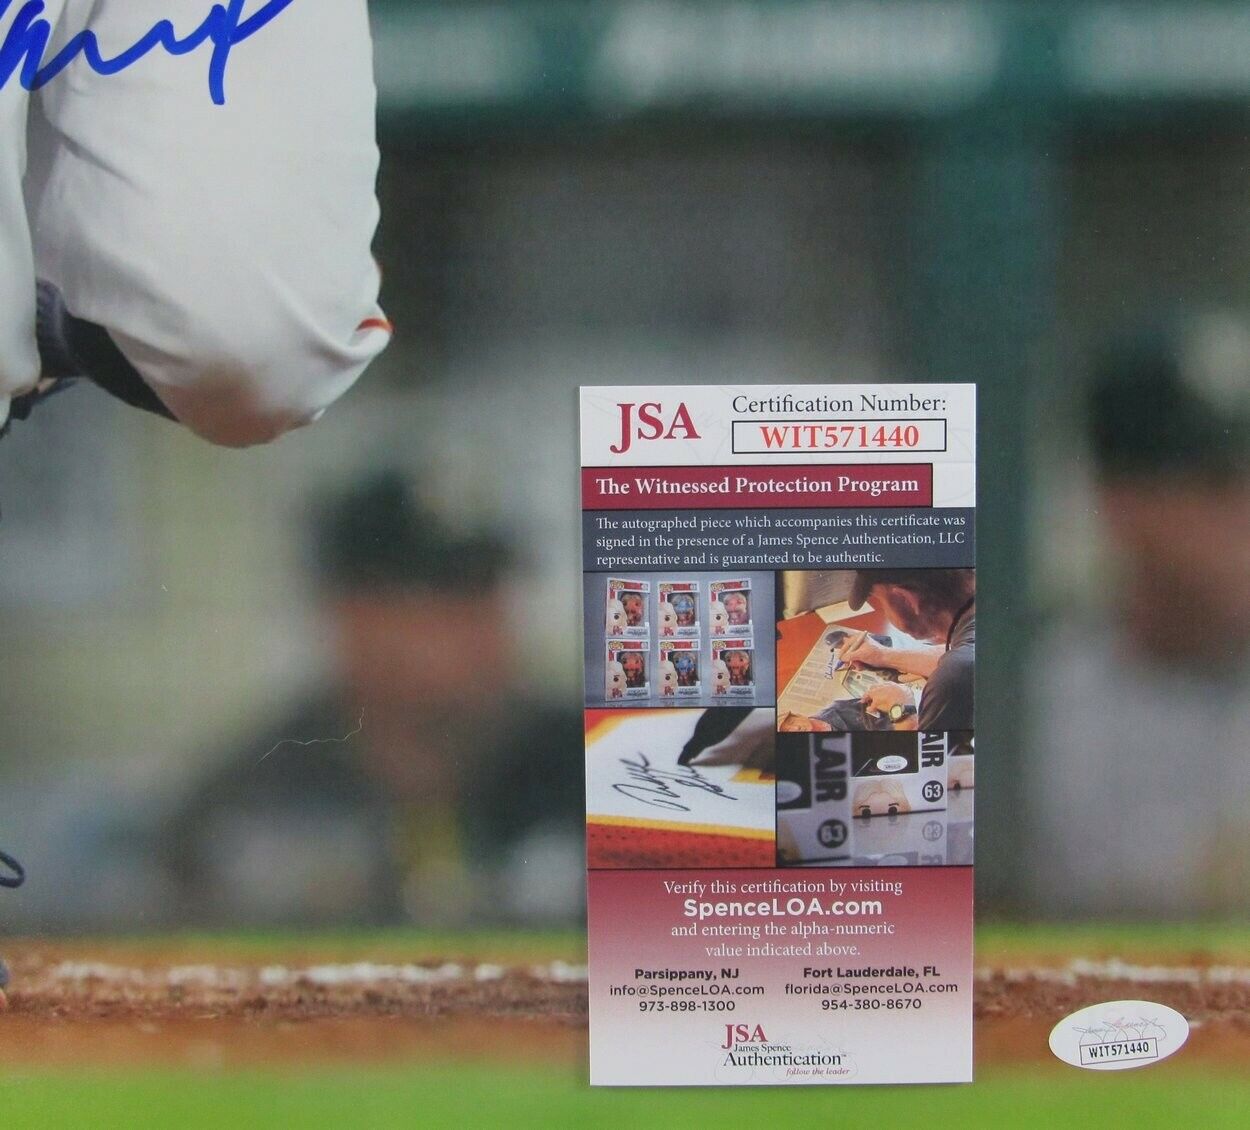 JSA
Certification Number:
WIT571440
The Witnessed Protection Program
The autographed piece which accompanies this certificate was
signed in the presence of a James Spence Authentication, LLC
representative and is guaranteed to be authentic.
LAIR
63
AIR
63
Verify this certification by visiting
SpenceLOA.com
and entering the alpha-numeric
value indicated above.
Parsippany, NJ
info@SpenceLOA.com
973-898-1300
Fort Lauderdale, FL
florida@SpenceLOA.com
954-380-8670
JSA
James Spence
Authentication™
follow the leader
WIT571440